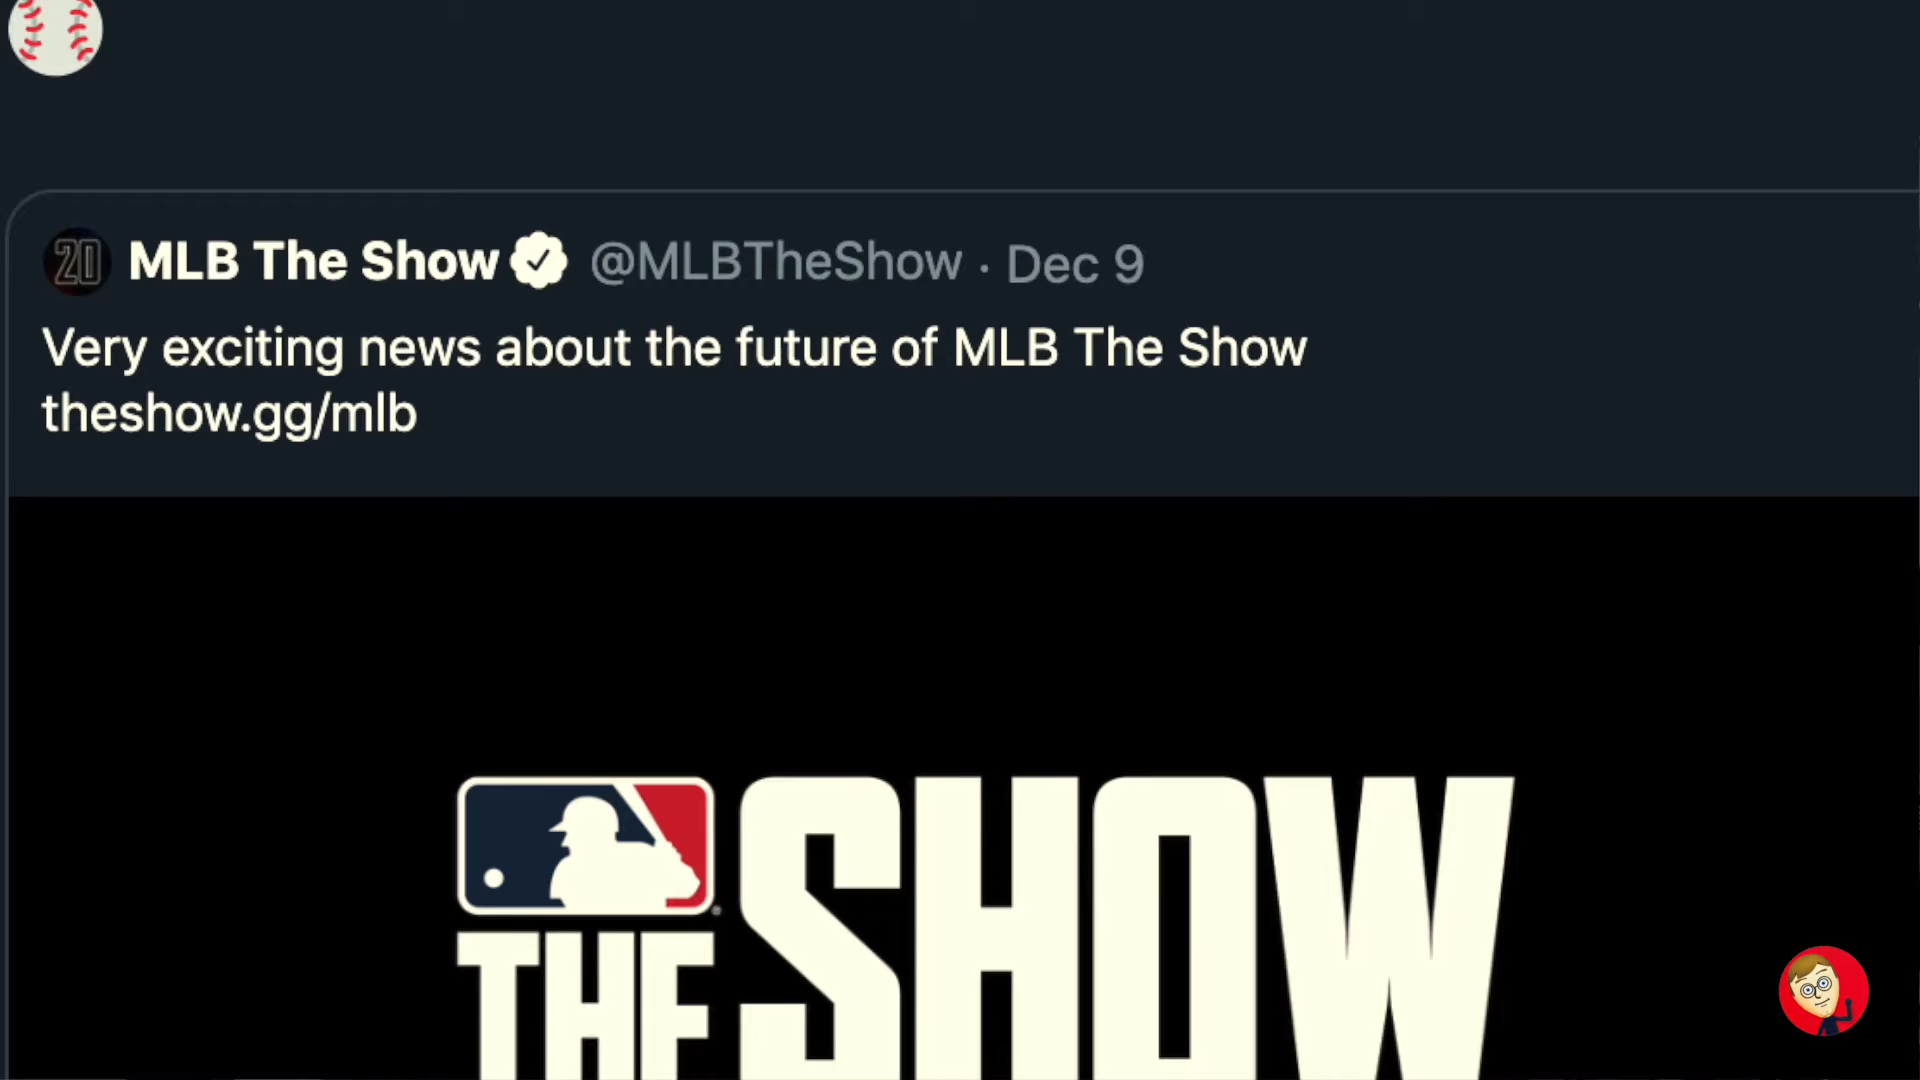 20 MLB The Show @MLBTheShow · Dec 9
Very exciting news about the future of MLB The Show
theshow.gg/mlb
THE SHOW